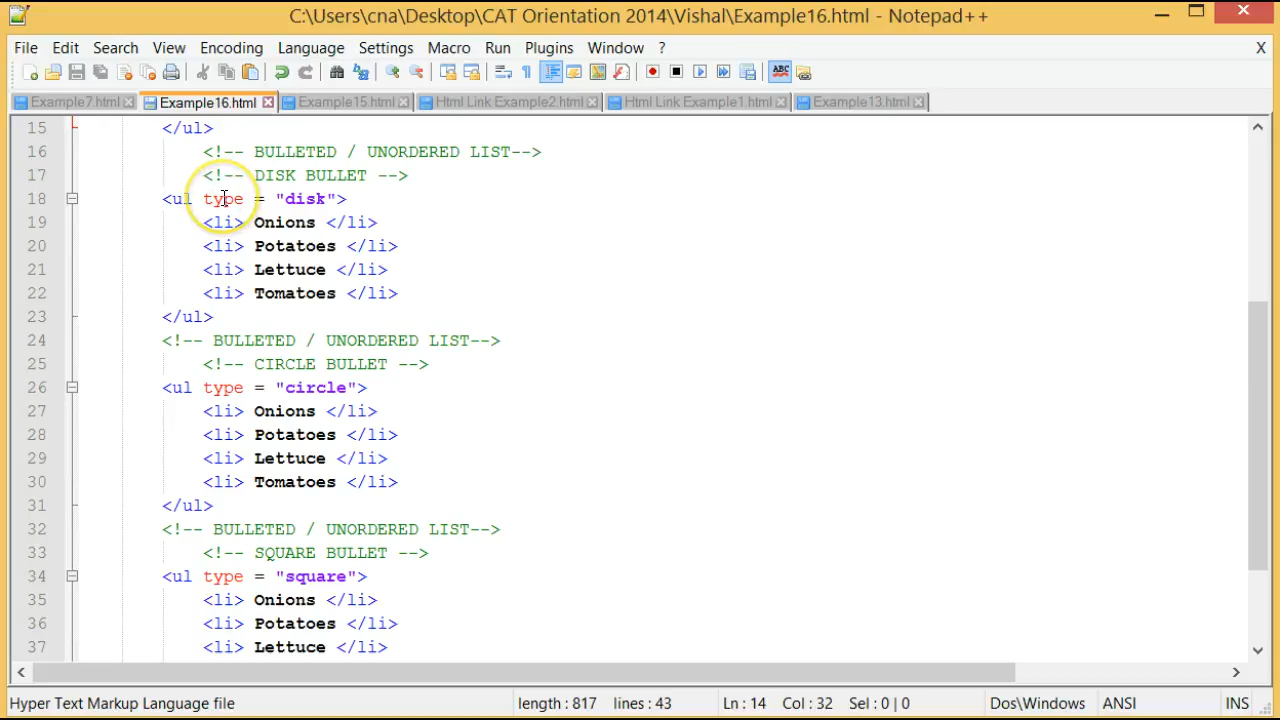 C:\Users\cna\Desktop\CAT Orientation 2014\Vishal\Example16.html - Notepad++
File Edit Search View Encoding Language Settings Macro Run Plugins Window ? X
ABC
Example7.html Example16.html Example15.html Html Link Example2.html Html Link Example1.html Example13.html
15 </ul>
16 <!-- BULLETED / UNORDERED LIST-->
17 <!-- DISK BULLET -->
18 <ul type = "disk">
19 <li> Onions </li>
20 <li> Potatoes </li>
21 <li> Lettuce </li>
22 <li> Tomatoes </li>
23 </ul>
24 <!-- BULLETED / UNORDERED LIST-->
25 <!-- CIRCLE BULLET -->
26 <ul type = "circle">
27 <li> Onions </li>
28 <li> Potatoes </li>
29 <li> Lettuce </li>
30 <li> Tomatoes </li>
31 </ul>
32 <!-- BULLETED / UNORDERED LIST-->
33 <!-- SQUARE BULLET -->
34 <ul type = "square">
35 <li> Onions </li>
36 <li> Potatoes </li>
37 <li> Lettuce </li>
Hyper Text Markup Language file length : 817 lines : 43 Ln : 14 Col : 32 Sel : 0 | 0 Dos\Windows ANSI INS